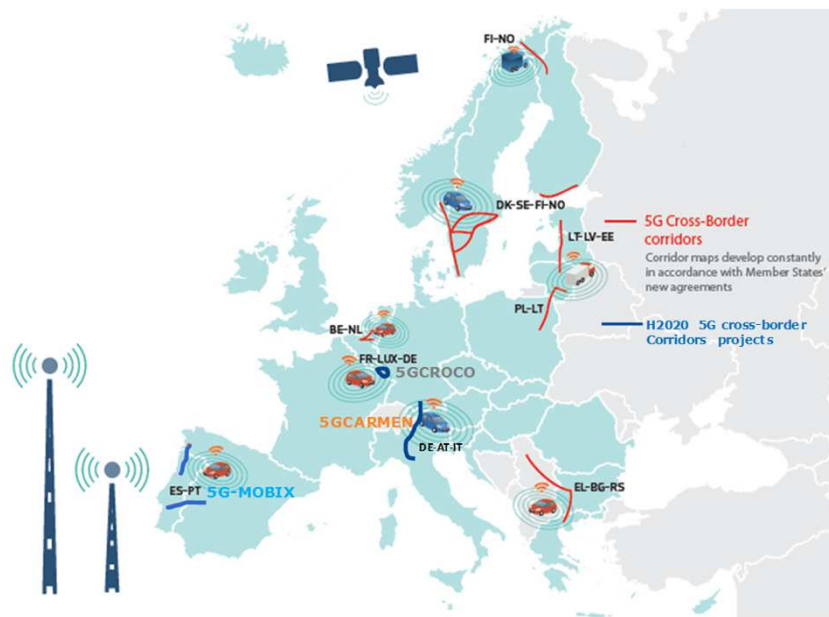 FI-NO
DK-SE-FI-NO
5G Cross-Border
corridors
LT-LV-EE
Corridor maps develop constantly
in accordance with Member States'
new agreements
PL-LT
H2020 5G cross-border
Corridors projects
BE-NL
FR-LUX-DE
5GCROCO
5GCARMEN
DE-AT-IT
ES-PT 5G-MOBIX
EL-BG-RS